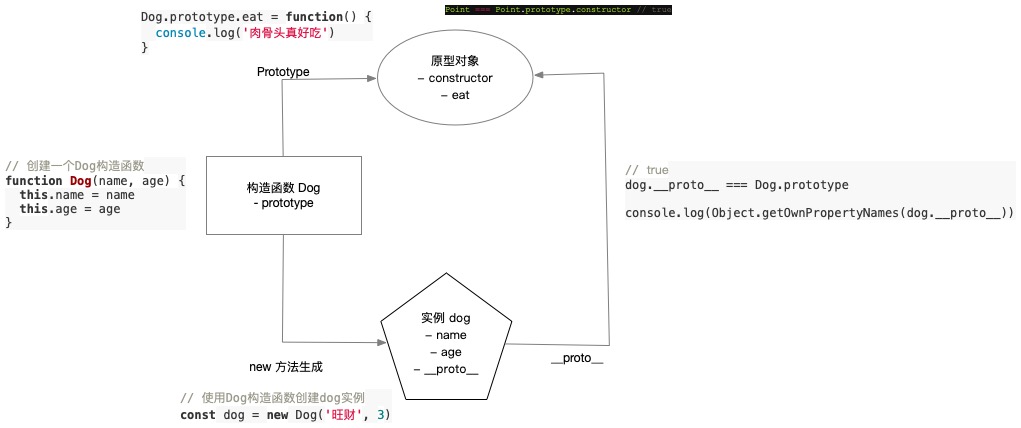 Point === Point.prototype.constructor // true
Dog.prototype.eat = function() {
console.log('肉骨头真好吃')
}
原型对象
– constructor
– eat
Prototype
// 创建一个Dog构造函数
function Dog(name, age) {
this.name = name
this.age = age
}
构造函数 Dog
- prototype
// true
dog.__proto__ === Dog.prototype
console.log(Object.getOwnPropertyNames(dog.__proto__))
实例 dog
– name
– age
– __proto__
__proto__
new 方法生成
// 使用Dog构造函数创建dog实例
const dog = new Dog('旺财', 3)